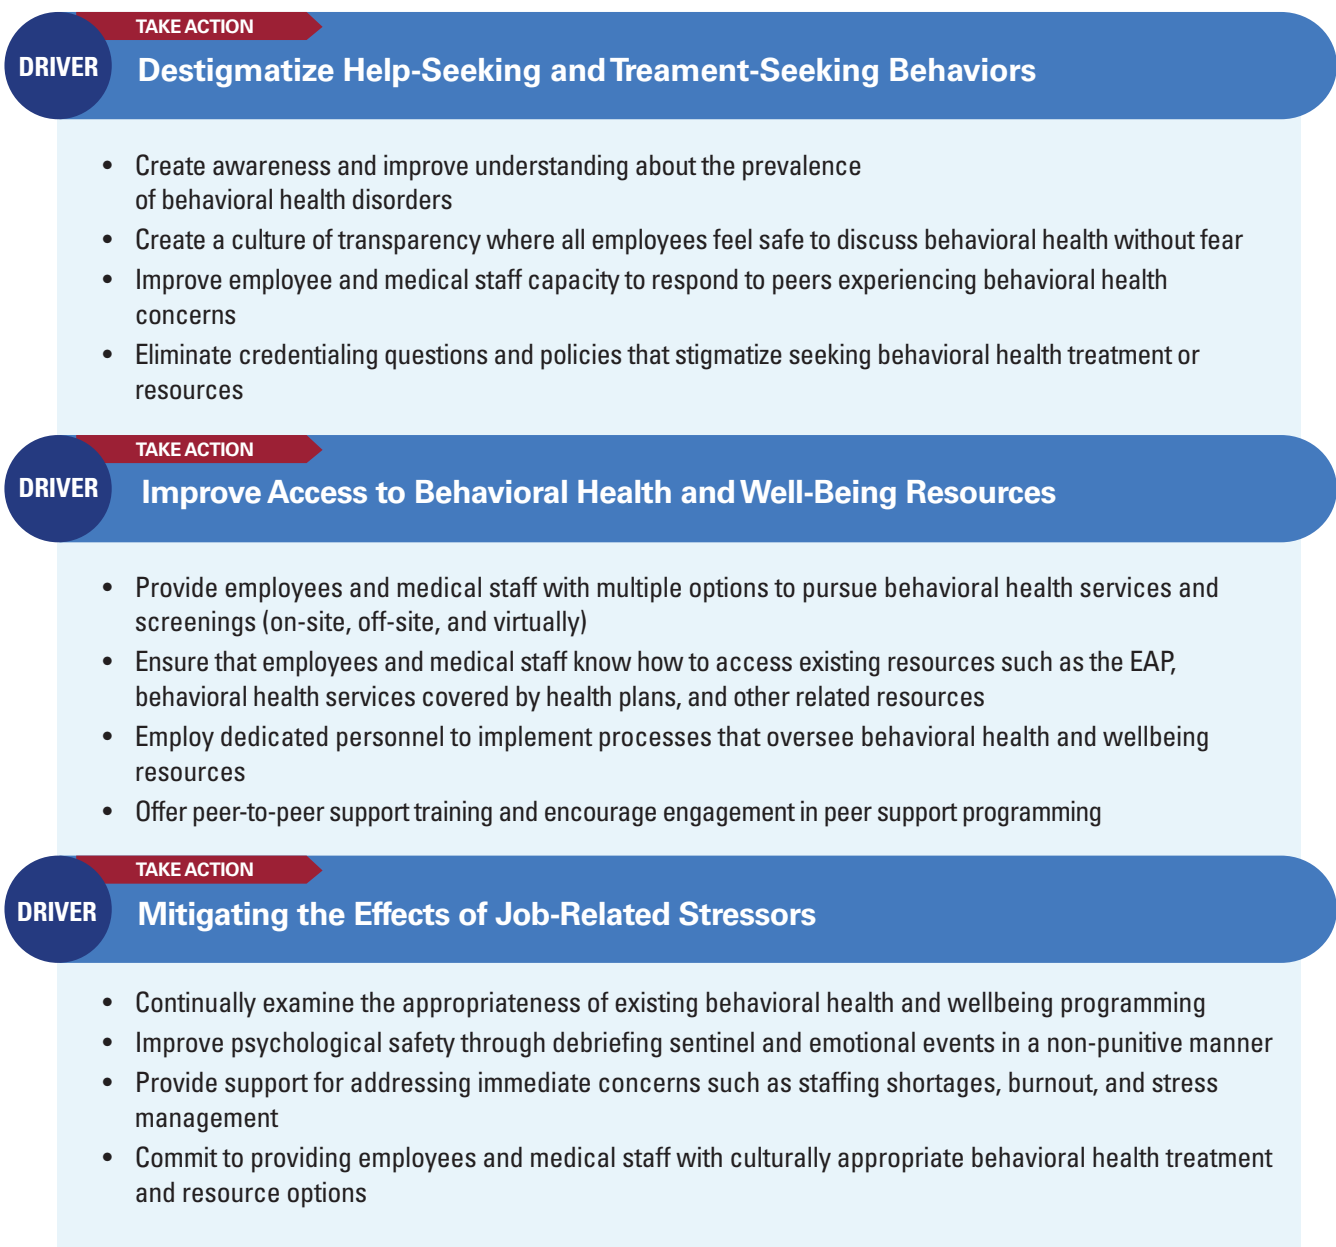 TAKE ACTION
DRIVER
Destigmatize Help-Seeking and Treament-Seeking Behaviors
• Create awareness and improve understanding about the prevalence
of behavioral health disorders
• Create a culture of transparency where all employees feel safe to discuss behavioral health without fear
• Improve employee and medical staff capacity to respond to peers experiencing behavioral health
concerns
• Eliminate credentialing questions and policies that stigmatize seeking behavioral health treatment or
resources
TAKE ACTION
DRIVER
Improve Access to Behavioral Health and Well-Being Resources
• Provide employees and medical staff with multiple options to pursue behavioral health services and
screenings (on-site, off-site, and virtually)
• Ensure that employees and medical staff know how to access existing resources such as the EAP,
behavioral health services covered by health plans, and other related resources
• Employ dedicated personnel to implement processes that oversee behavioral health and wellbeing
resources
• Offer peer-to-peer support training and encourage engagement in peer support programming
TAKE ACTION
DRIVER
Mitigating the Effects of Job-Related Stressors
• Continually examine the appropriateness of existing behavioral health and wellbeing programming
• Improve psychological safety through debriefing sentinel and emotional events in a non-punitive manner
• Provide support for addressing immediate concerns such as staffing shortages, burnout, and stress
management
• Commit to providing employees and medical staff with culturally appropriate behavioral health treatment
and resource options